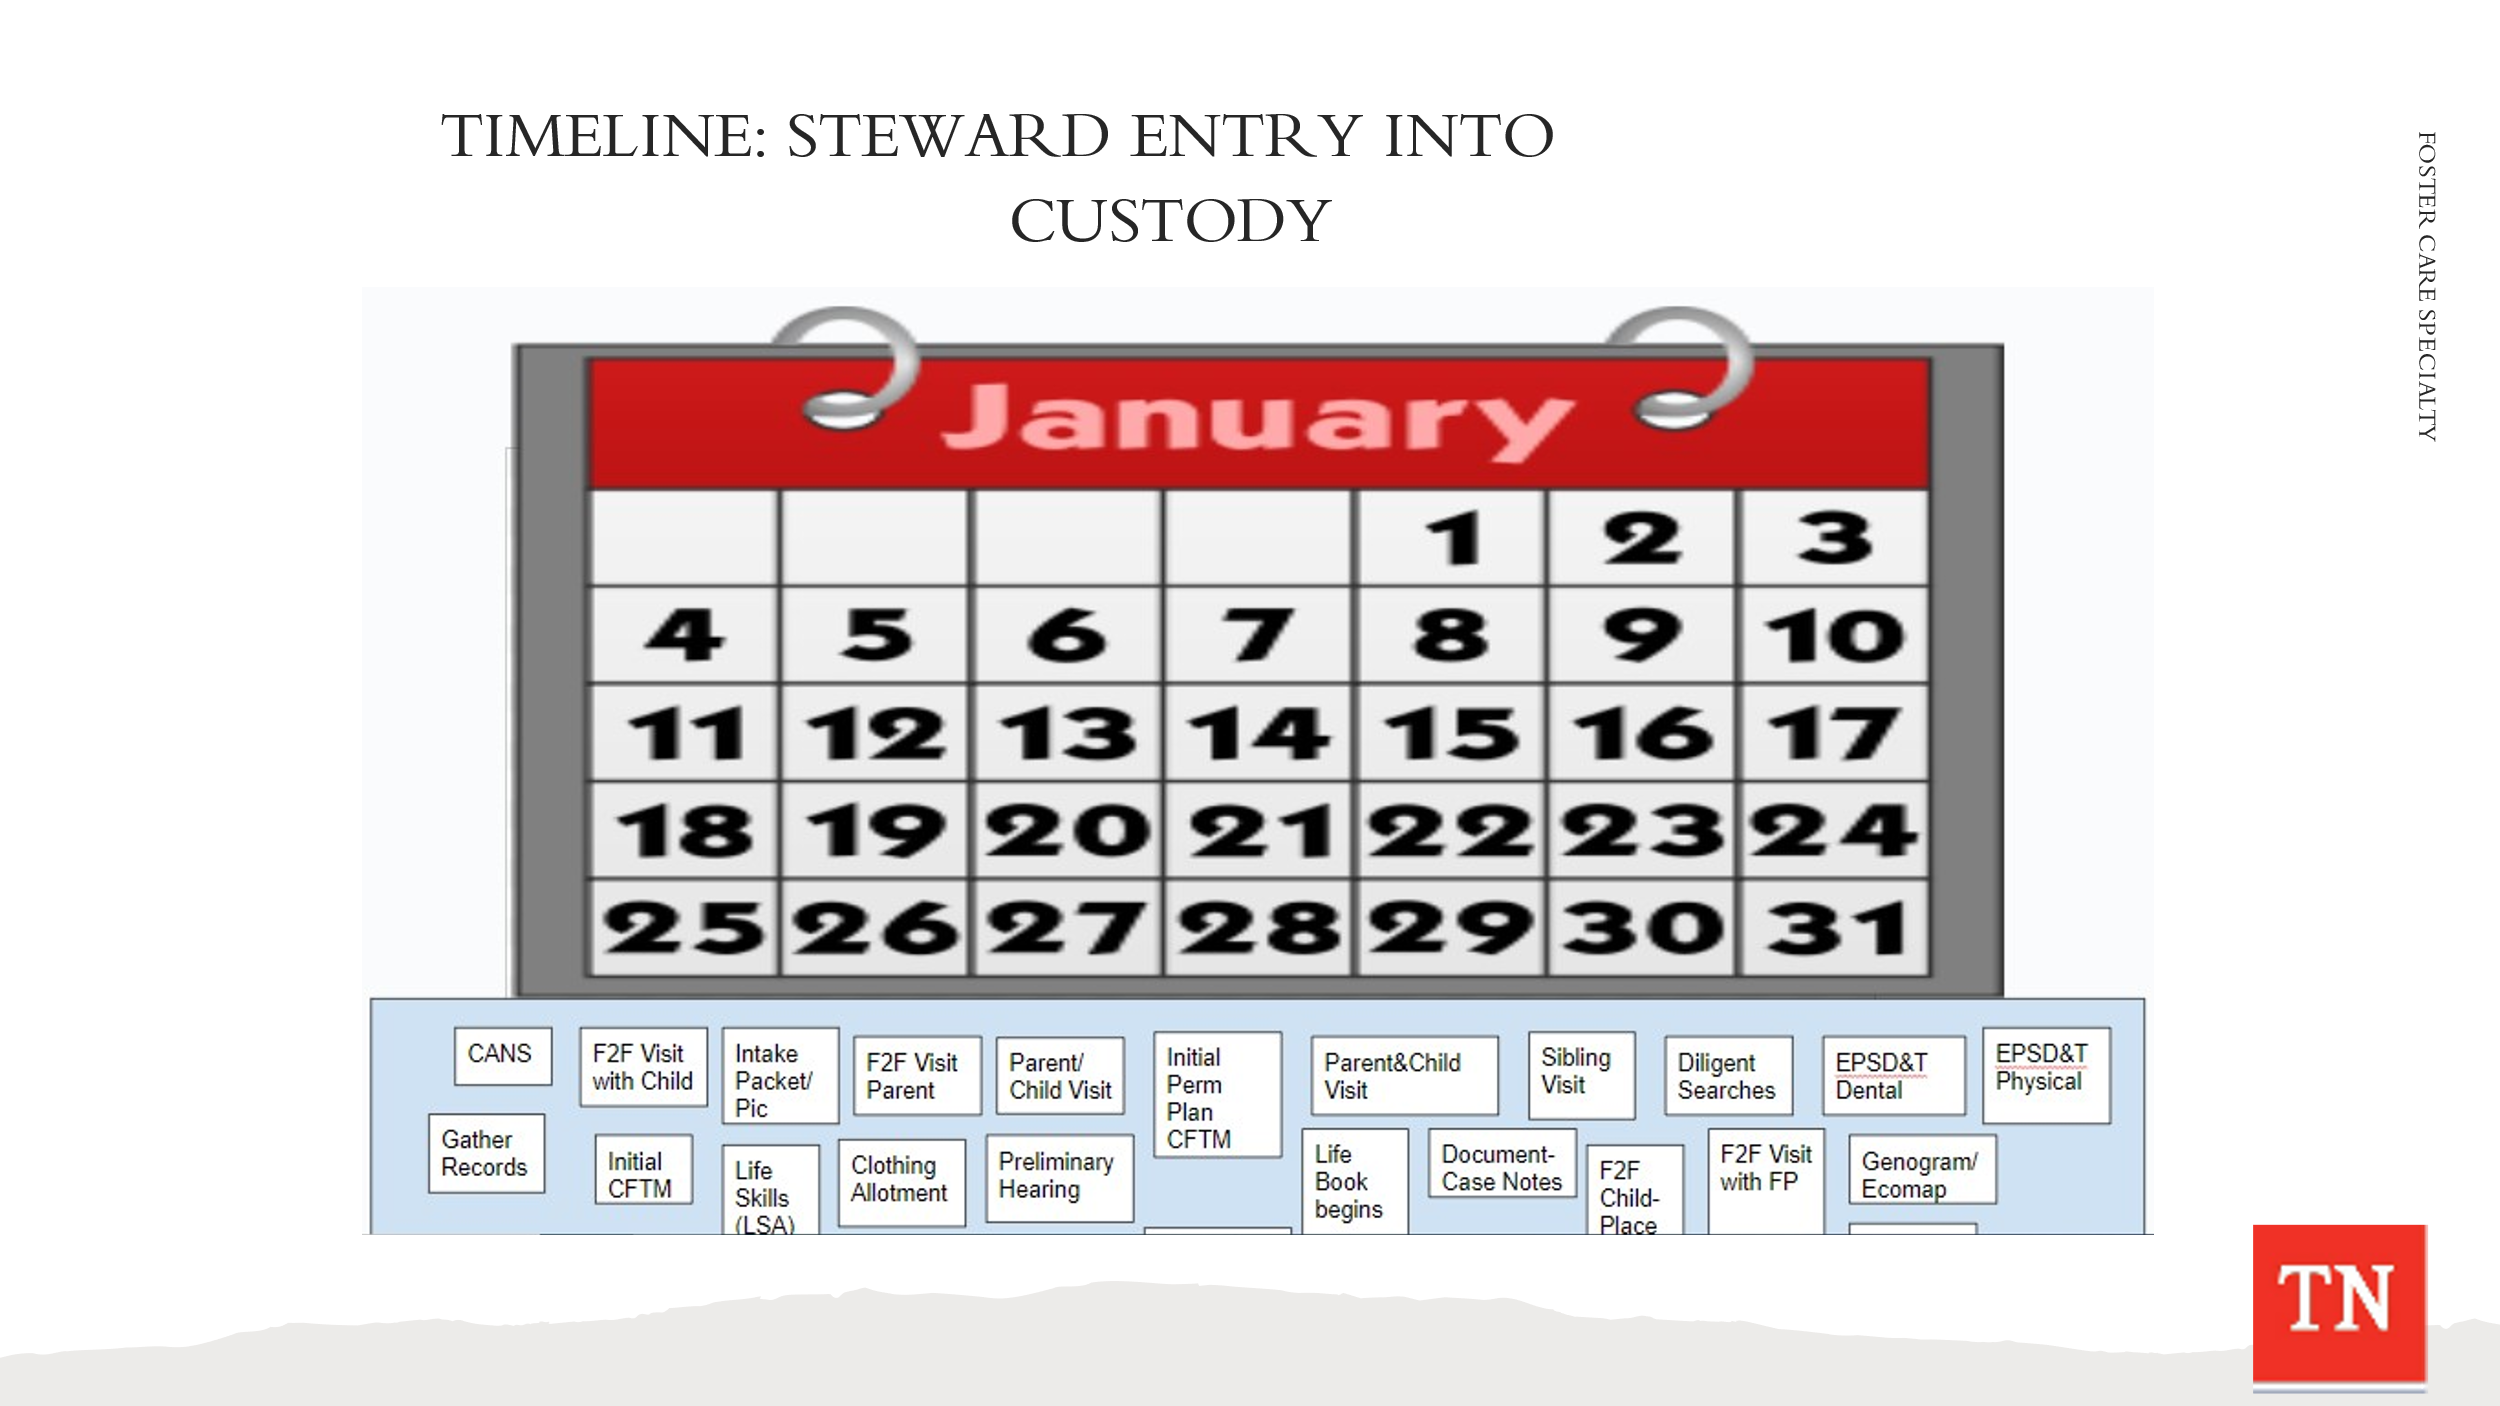 TIMELINE: STEWARD ENTRY INTO
CUSTODY
FOSTER CARE SPECIALTY
January
1 2 3
4 5 6 7 8 9 10
11 12 13 14 15 16 17
18 19 20 21 22 23 24
25 26 27 28 29 30 31
CANS
F2F Visit
with Child
Intake
Packet/
Pic
F2F Visit
Parent
Parent/
Child Visit
Initial
Perm
Plan
CFTM
Parent&Child
Visit
Sibling
Visit
Diligent
Searches
EPSD&T
Dental
EPSD&T
Physical
Gather
Records
Initial
CFTM
Life
Skills
(LSA)
Clothing
Allotment
Preliminary
Hearing
Life
Book
begins
Document-
Case Notes
F2F
Child-
Place
F2F Visit
with FP
Genogram/
Ecomap
TN